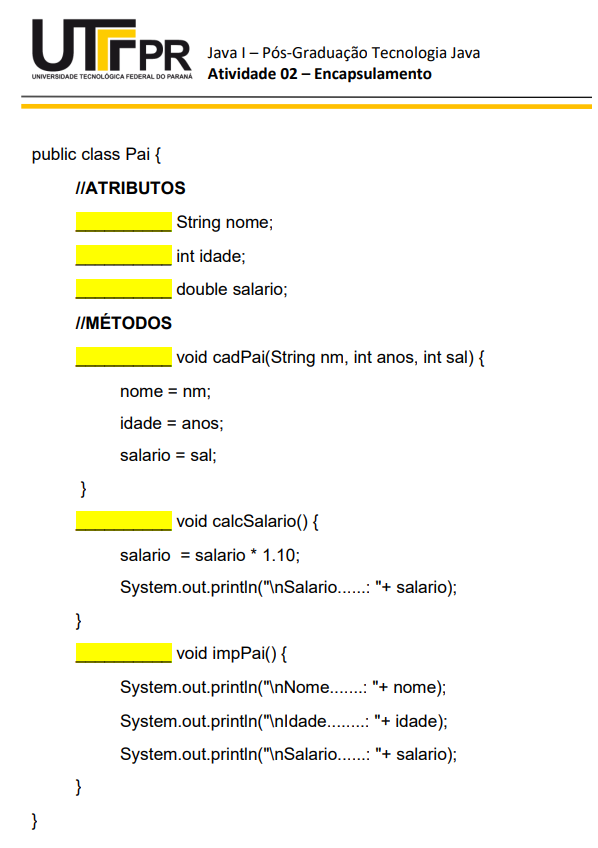 UTFPR
UNIVERSIDADE TECNOLÓGICA FEDERAL DO PARANÁ
Java I – Pós-Graduação Tecnologia Java
Atividade 02 – Encapsulamento
public class Pai {
//ATRIBUTOS
__________ String nome;
__________ int idade;
__________ double salario;
//MÉTODOS
__________ void cadPai(String nm, int anos, int sal) {
nome = nm;
idade = anos;
salario = sal;
}
__________ void calcSalario() {
salario  = salario * 1.10;
System.out.println("\nSalario......: "+ salario);
}
__________ void impPai() {
System.out.println("\nNome.......: "+ nome);
System.out.println("\nIdade........: "+ idade);
System.out.println("\nSalario......: "+ salario);
}
}